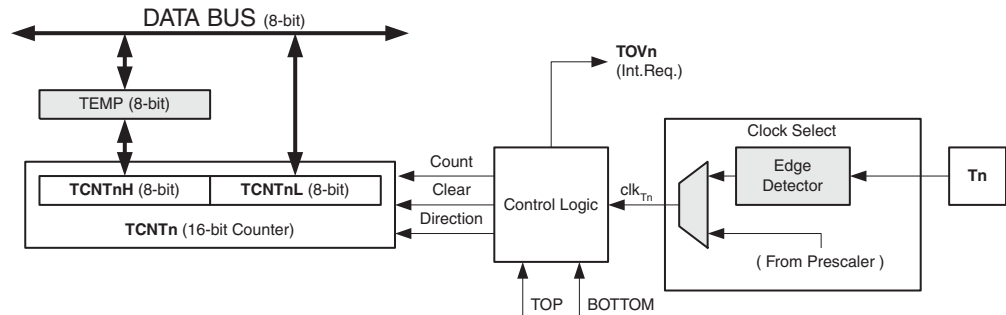 DATA BUS (8-bit)
TOVn
(Int.Req.)
TEMP (8-bit)
Clock Select
Count
Edge
Detector
Tn
TCNTnH (8-bit) TCNTnL (8-bit)
Clear
Control Logic
clkTn
TCNTn (16-bit Counter)
Direction
( From Prescaler )
TOP
BOTTOM